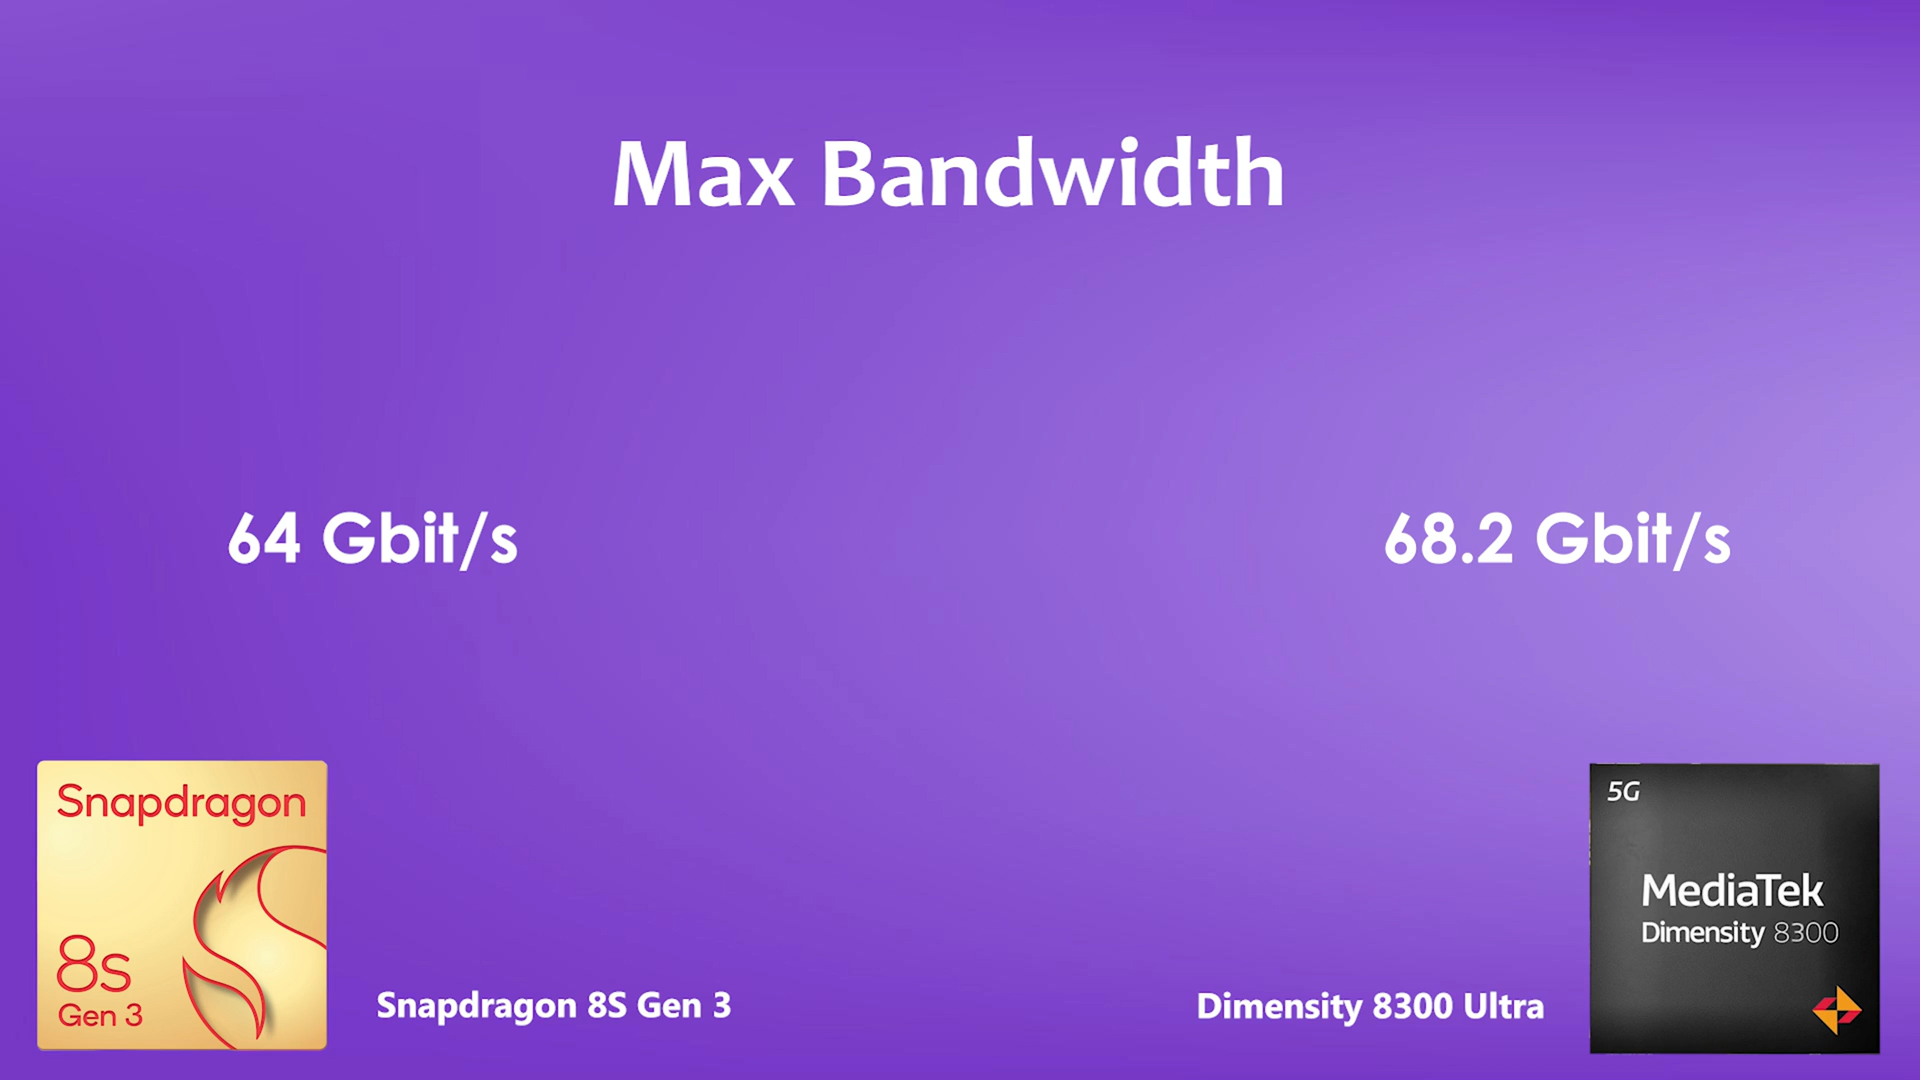 Max Bandwidth
64 Gbit/s
68.2 Gbit/s
Snapdragon
8s
Gen 3
Snapdragon 8S Gen 3
Dimensity 8300 Ultra
5G
MediaTek
Dimensity 8300